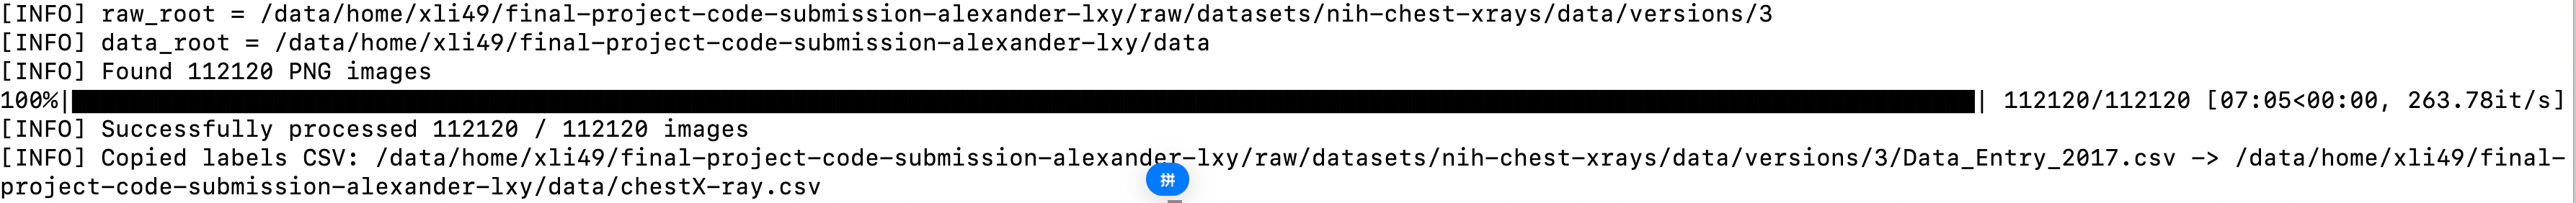 [INFO] raw_root = /data/home/xli49/final-project-code-submission-alexander-lxy/raw/datasets/nih-chest-xrays/data/versions/3
[INFO] data_root = /data/home/xli49/final-project-code-submission-alexander-lxy/data
[INFO] Found 112120 PNG images
100%|██████████| 112120/112120 [07:05<00:00, 263.78it/s]
[INFO] Successfully processed 112120 / 112120 images
[INFO] Copied labels CSV: /data/home/xli49/final-project-code-submission-alexander-lxy/raw/datasets/nih-chest-xrays/data/versions/3/Data_Entry_2017.csv -> /data/home/xli49/final-
project-code-submission-alexander-lxy/data/chestX-ray.csv
拼